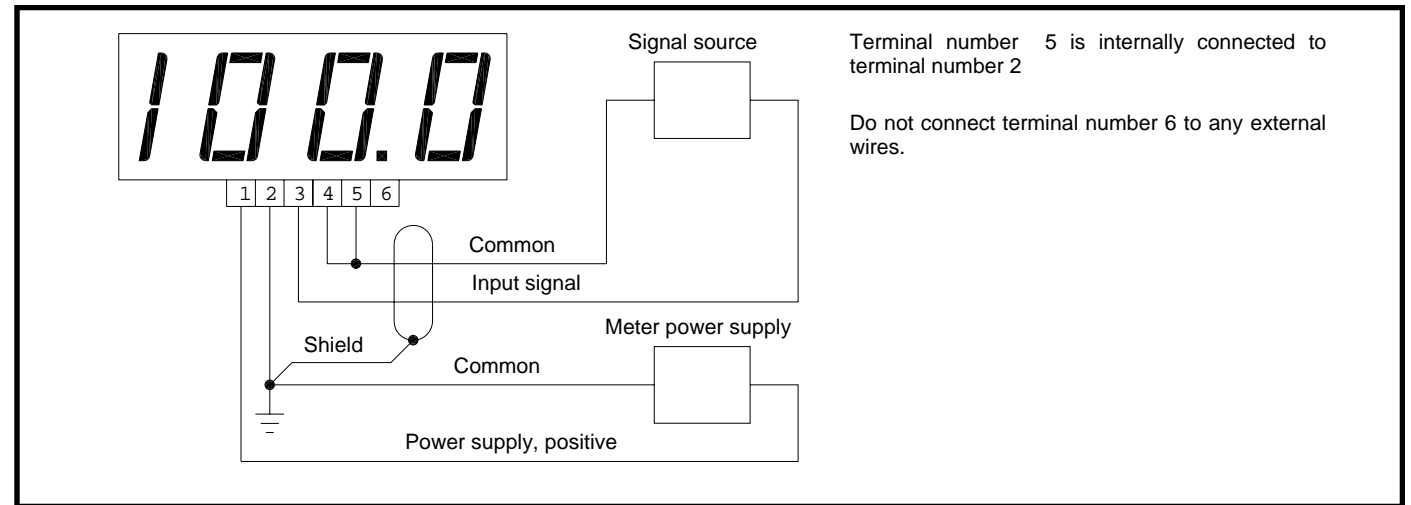 100.0
1 2 3 4 5 6
Signal source
Common
Input signal
Meter power supply
Shield
Common
Power supply, positive
Terminal number 5 is internally connected to
terminal number 2
Do not connect terminal number 6 to any external
wires.